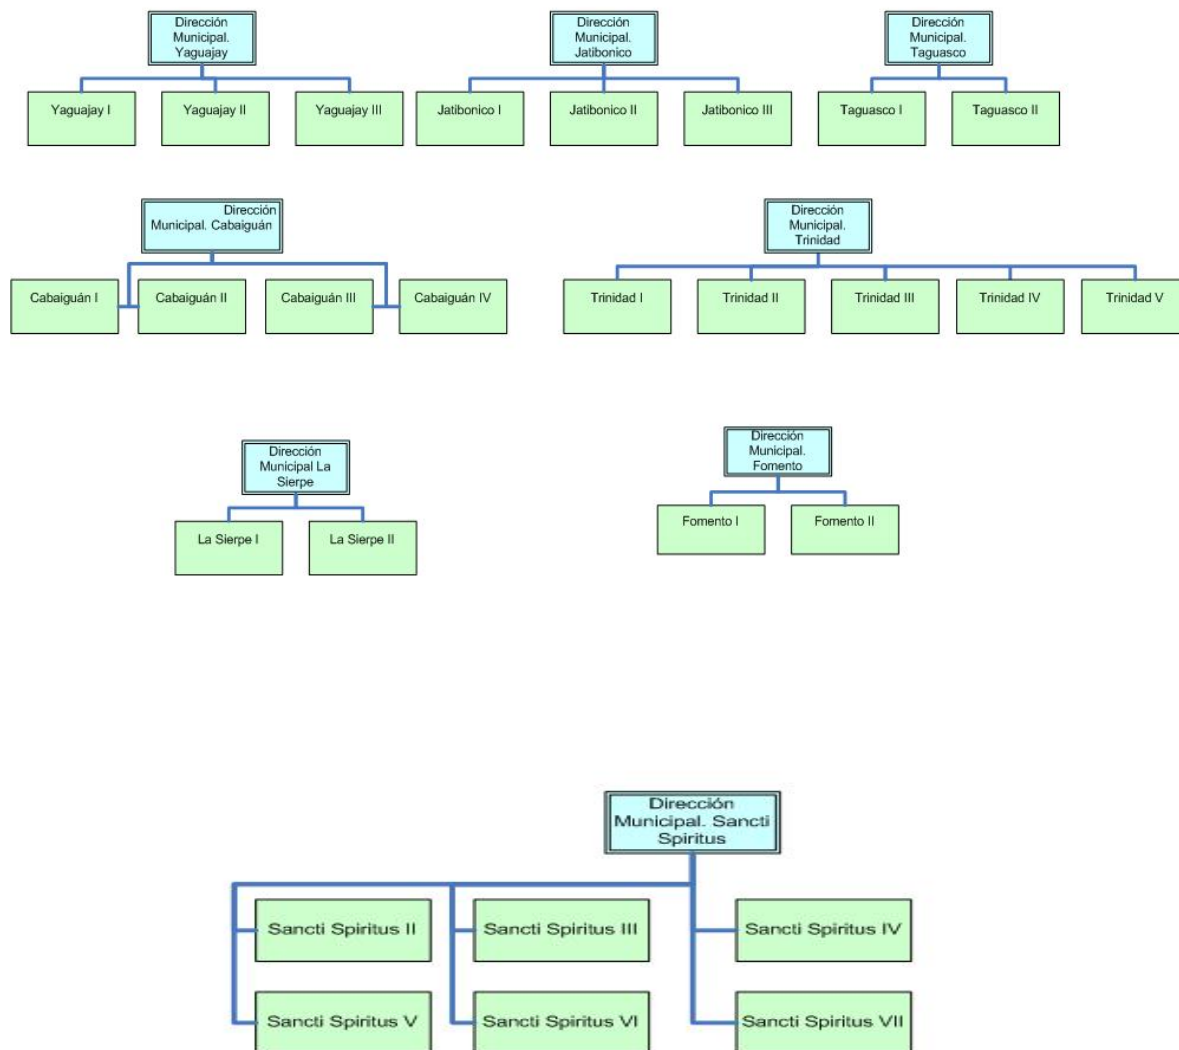 Dirección
Municipal.
Yaguajay
Dirección
Municipal.
Jatibonico
Dirección
Municipal.
Taguasco
Yaguajay I
Yaguajay II
Yaguajay III
Jatibonico I
Jatibonico II
Jatibonico III
Taguasco I
Taguasco II
Dirección
Municipal. Cabaiguán
Dirección
Municipal.
Trinidad
Cabaiguán I
Cabaiguán II
Cabaiguán III
Cabaiguán IV
Trinidad I
Trinidad II
Trinidad III
Trinidad IV
Trinidad V
Dirección
Municipal La
Sierpe
Dirección
Municipal.
Fomento
La Sierpe I
La Sierpe II
Fomento I
Fomento II
Dirección
Municipal. Sancti
Spiritus
Sancti Spiritus II
Sancti Spiritus III
Sancti Spiritus IV
Sancti Spiritus V
Sancti Spiritus VI
Sancti Spiritus VII